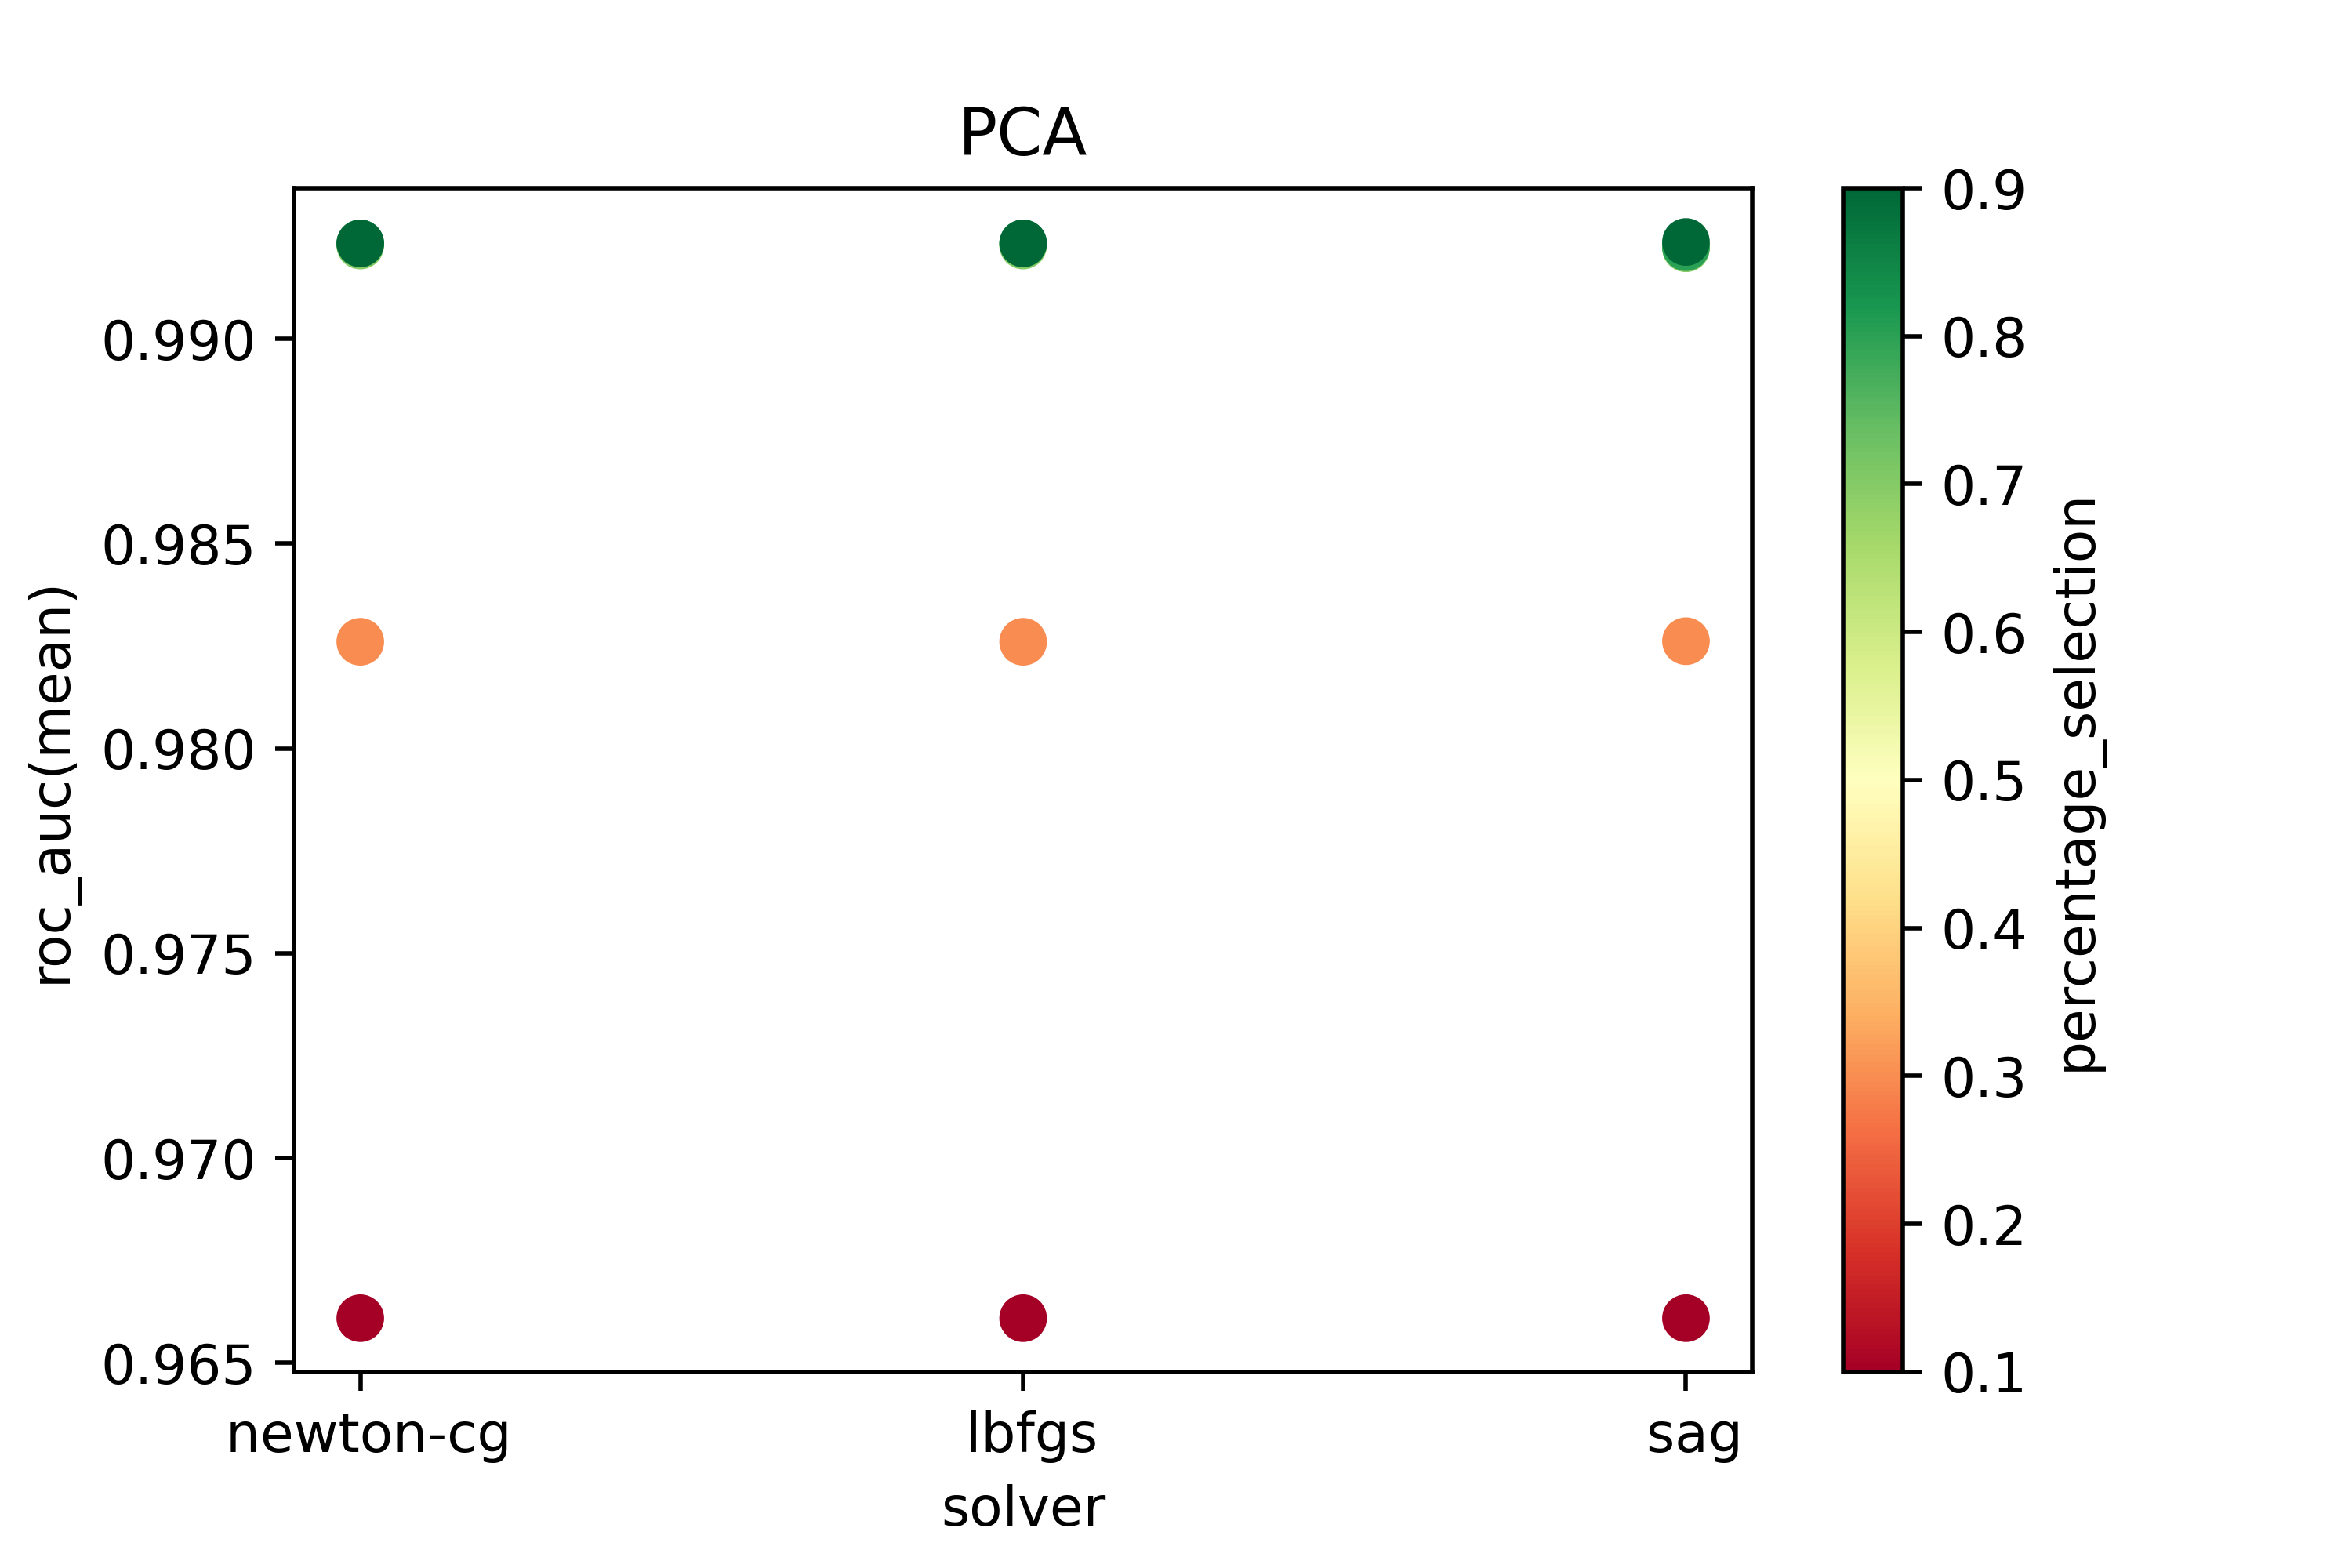 PCA
roc_auc(mean)
0.990
0.985
0.980
0.975
0.970
0.965
newton-cg
lbfgs
sag
solver
0.9
0.8
0.7
0.6
0.5
0.4
0.3
0.2
0.1
percentage_selection